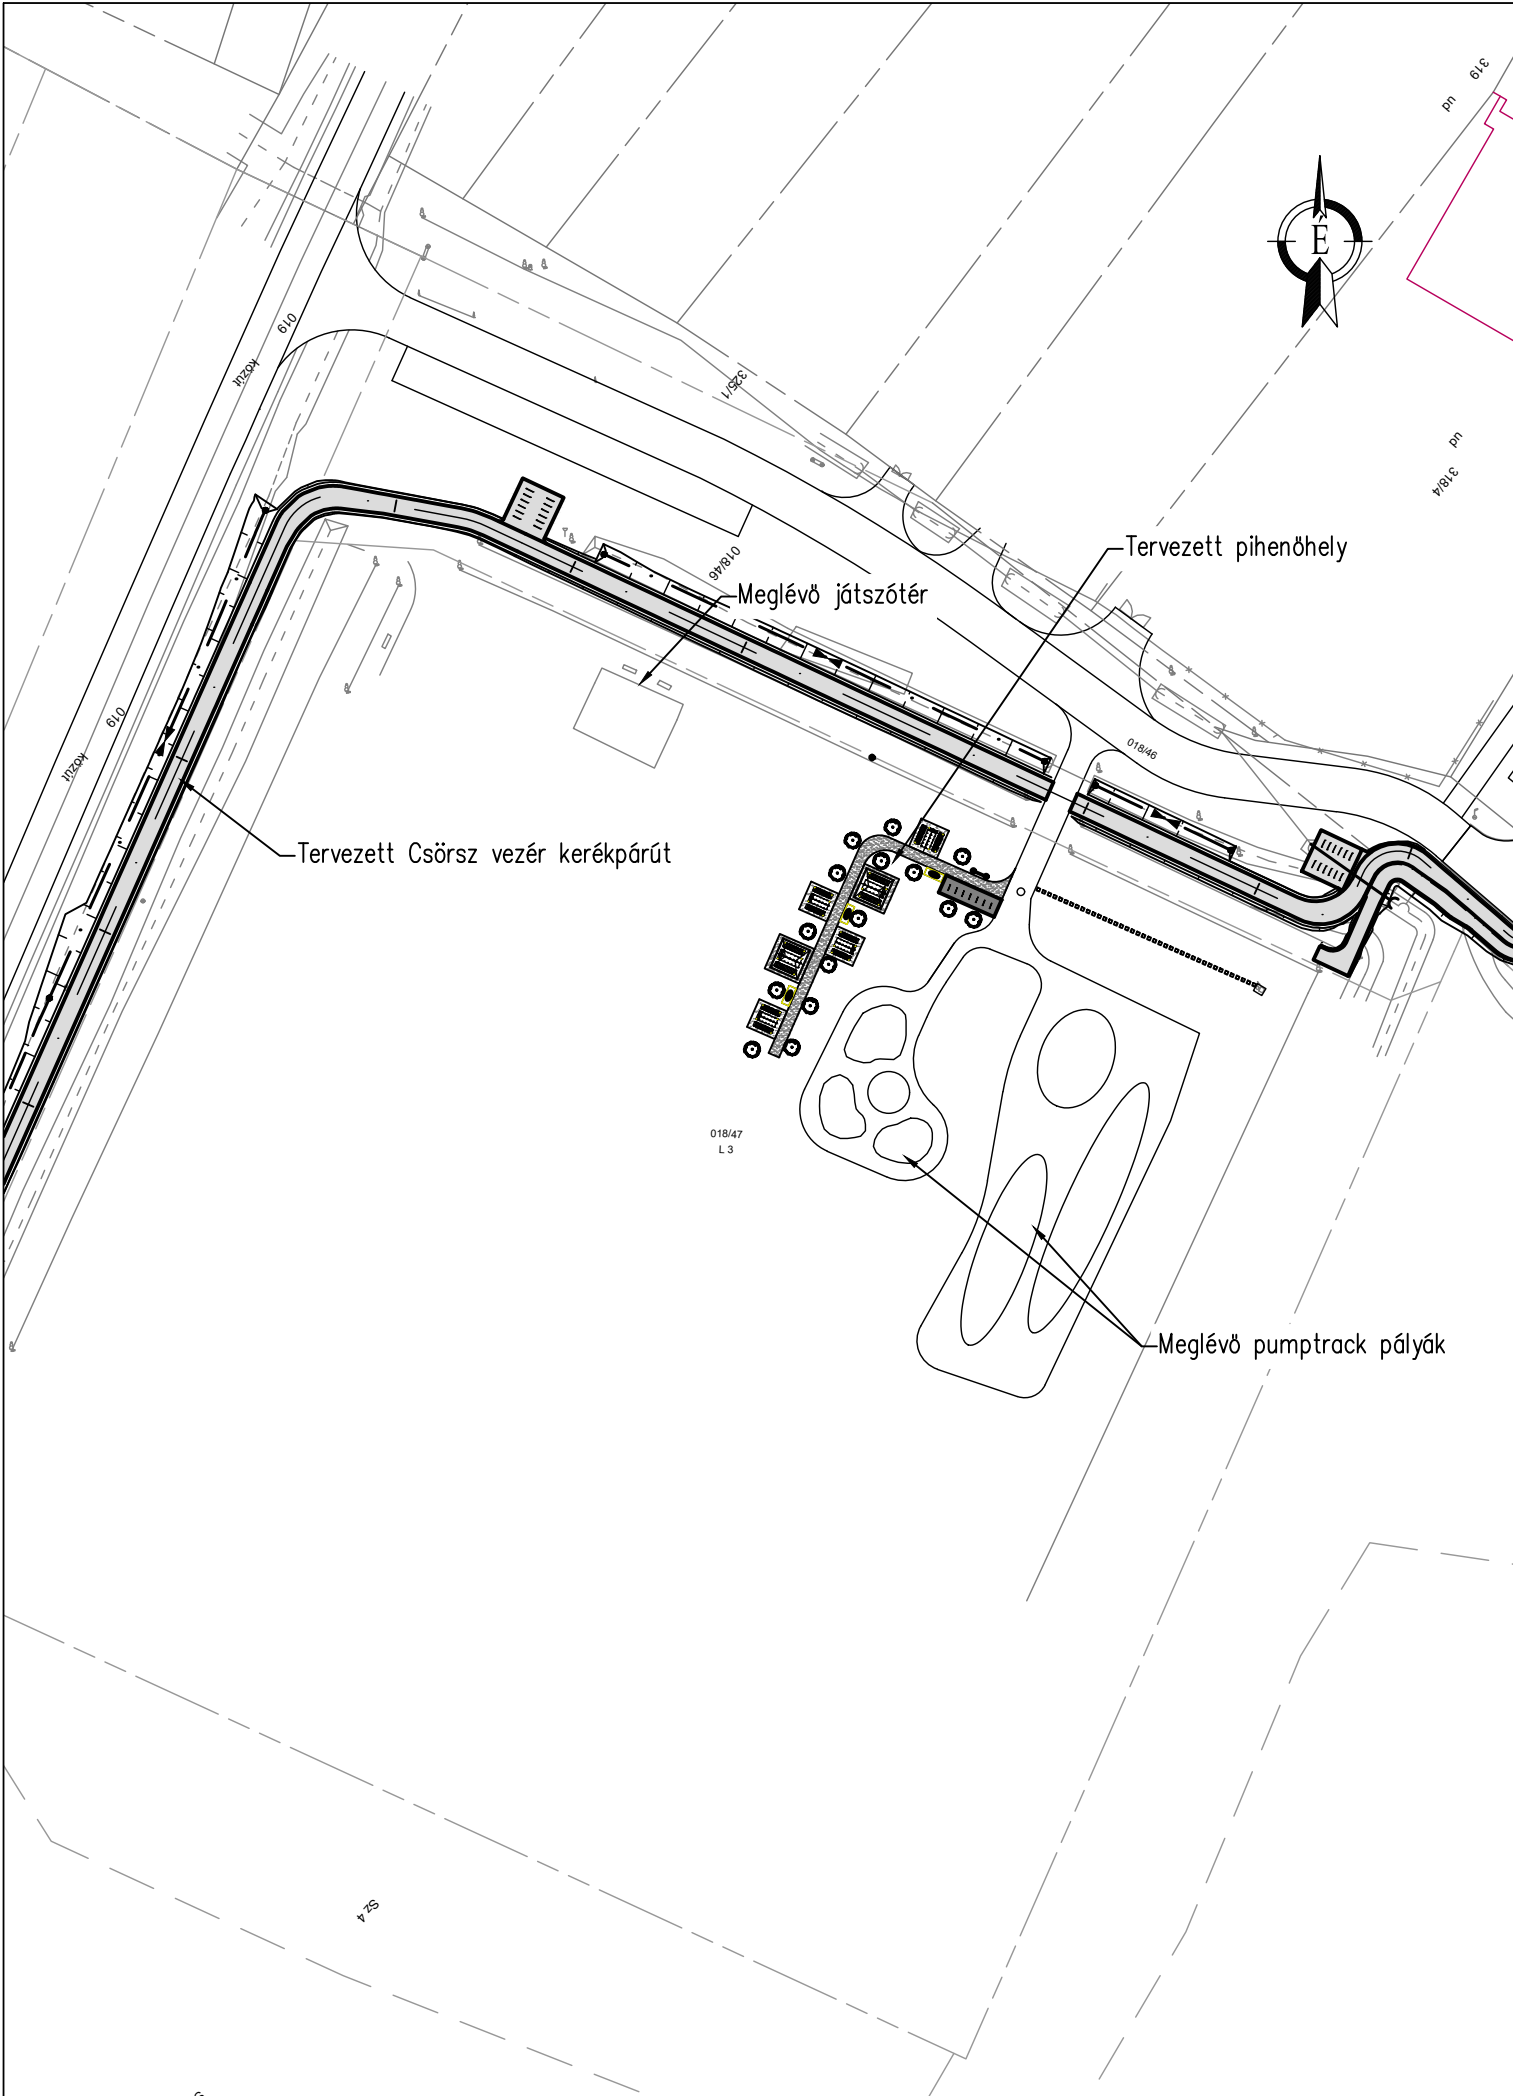 319
ud
É
019
közút
325/1
ud
318/4
Tervezett pihenőhely
018/46
Meglévő játszótér
019
018/46
közút
Tervezett Csörsz vezér kerékpárút
018/47
L 3
Meglévő pumptrack pályák
Sz 4